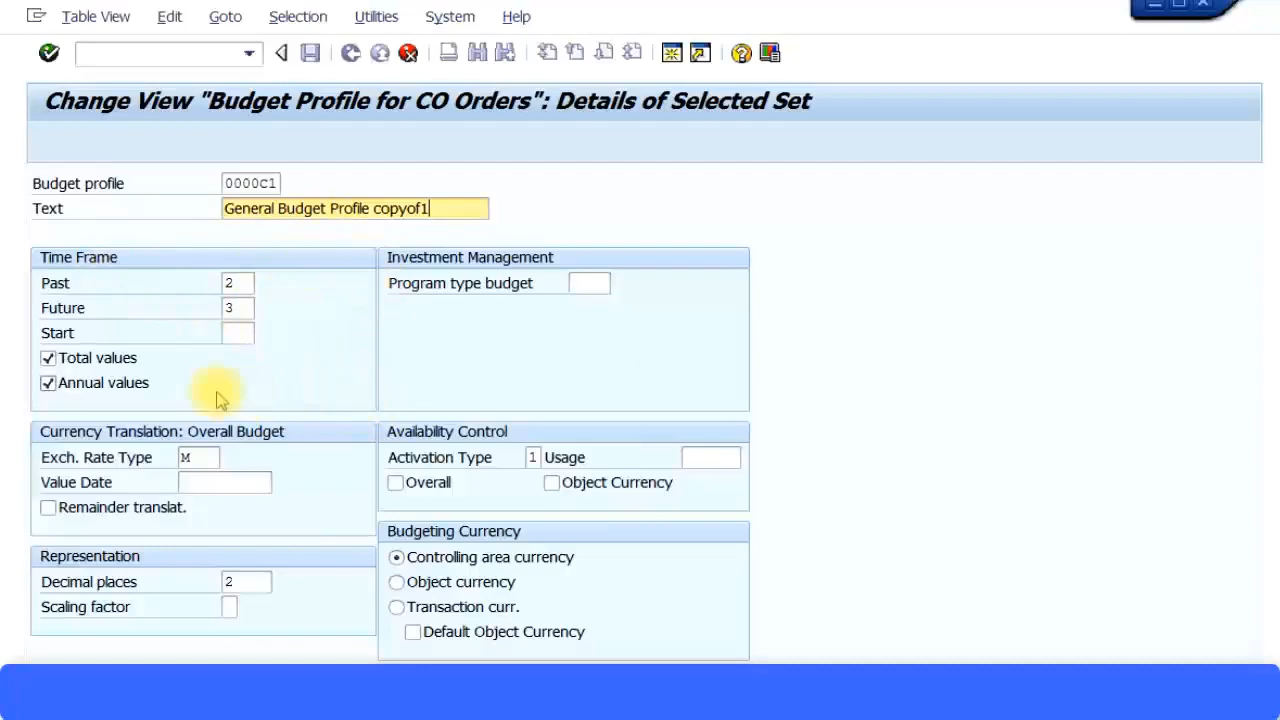 Table View Edit Goto Selection Utilities System Help
Change View "Budget Profile for CO Orders": Details of Selected Set
Budget profile 0000C1
Text General Budget Profile copyof1
Time Frame
Past 2
Future 3
Start
Total values
Annual values
Investment Management
Program type budget
Currency Translation: Overall Budget
Exch. Rate Type M
Value Date
Remainder translat.
Availability Control
Activation Type 1 Usage
Overall Object Currency
Representation
Decimal places 2
Scaling factor
Budgeting Currency
Controlling area currency
Object currency
Transaction curr.
Default Object Currency